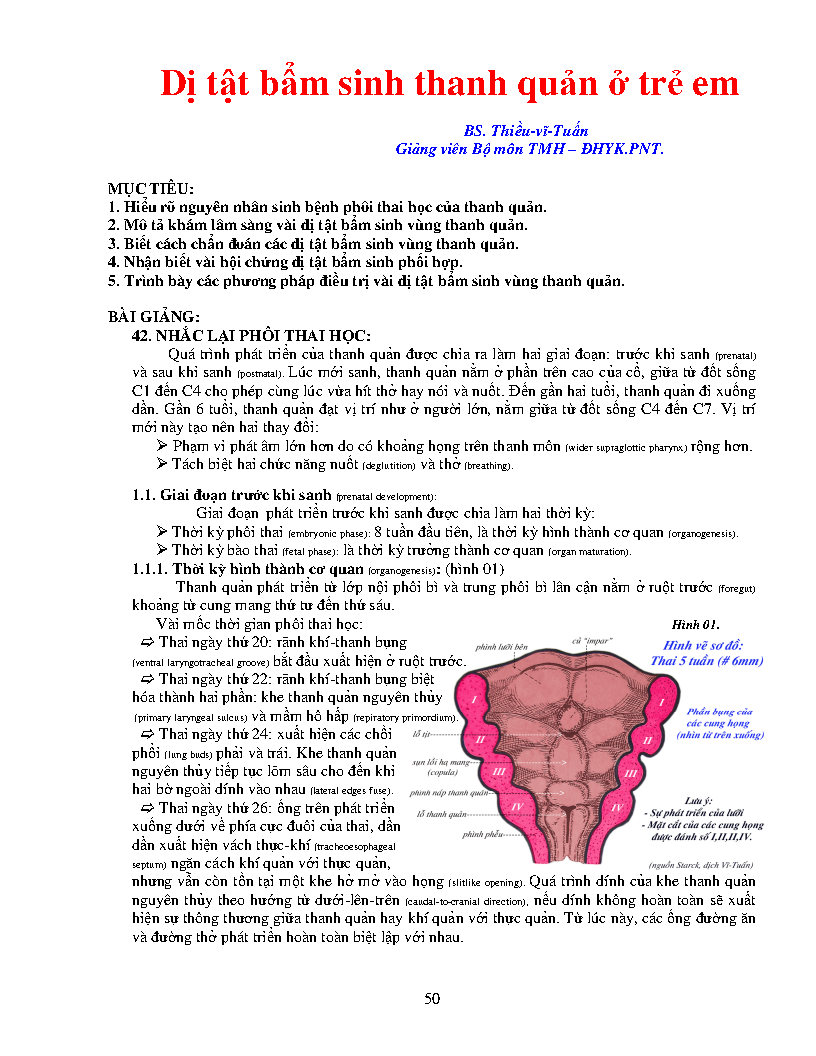 Dị tật bẩm sinh thanh quản ở trẻ em
BS. Thiều-vĩ-Tuấn
Giảng viên Bộ môn TMH – ĐHYK.PNT.
MỤC TIÊU:
1. Hiểu rõ nguyên nhân sinh bệnh phôi thai học của thanh quản.
2. Mô tả khám lâm sàng vài dị tật bẩm sinh vùng thanh quản.
3. Biết cách chẩn đoán các dị tật bẩm sinh vùng thanh quản.
4. Nhận biết vài hội chứng dị tật bẩm sinh phối hợp.
5. Trình bày các phương pháp điều trị vài dị tật bẩm sinh vùng thanh quản.
BÀI GIẢNG:
42. NHẮC LẠI PHÔI THAI HỌC:
Quá trình phát triển của thanh quản được chia ra làm hai giai đoạn: trước khi sanh (prenatal)
và sau khi sanh (postnatal). Lúc mới sanh, thanh quản nằm ở phần trên cao của cổ, giữa từ đốt sống
C1 đến C4 cho phép cùng lúc vừa hít thở hay nói và nuốt. Đến gần hai tuổi, thanh quản đi xuống
dần. Gần 6 tuổi, thanh quản đạt vị trí như ở người lớn, nằm giữa từ đốt sống C4 đến C7. Vị trí
mới này tạo nên hai thay đổi:
➢ Phạm vi phát âm lớn hơn do có khoảng họng trên thanh môn (wider supraglottic pharynx) rộng hơn.
➢ Tách biệt hai chức năng nuốt (deglutition) và thở (breathing).
1.1. Giai đoạn trước khi sanh (prenatal development):
Giai đoạn phát triển trước khi sanh được chia làm hai thời kỳ:
➢ Thời kỳ phôi thai (embryonic phase): 8 tuần đầu tiên, là thời kỳ hình thành cơ quan (organogenesis).
➢ Thời kỳ bào thai (fetal phase): là thời kỳ trưởng thành cơ quan (organ maturation).
1.1.1. Thời kỳ hình thành cơ quan (organogenesis): (hình 01)
Thanh quản phát triển từ lớp nội phôi bì và trung phôi bì lân cận nằm ở ruột trước (foregut)
khoảng từ cung mang thứ tư đến thứ sáu.
Vài mốc thời gian phôi thai học:
➯ Thai ngày thứ 20: rãnh khí-thanh bụng
(ventral laryngotracheal groove) bắt đầu xuất hiện ở ruột trước.
➯ Thai ngày thứ 22: rãnh khí-thanh bụng biệt
hóa thành hai phần: khe thanh quản nguyên thủy
(primary laryngeal sulcus) và mầm hô hấp (repiratory primordium).
➯ Thai ngày thứ 24: xuất hiện các chồi
phổi (lung buds) phải và trái. Khe thanh quản
nguyên thủy tiếp tục lõm sâu cho đến khi
hai bờ ngoài dính vào nhau (lateral edges fuse).
➯ Thai ngày thứ 26: ống trên phát triển
xuống dưới về phía cực đuôi của thai, dần
dần xuất hiện vách thực-khí (tracheoesophageal
septum) ngăn cách khí quản với thực quản,
Hình 01.
Hình vẽ sơ đồ:
Thai 5 tuần (# 6mm)
phình lưỡi bên
củ "impar"
Phần bụng của
các cung họng
(nhìn từ trên xuống)
lỗ tịt
sụn lối hạ mang
(copula)
phình nắp thanh quản
lỗ thanh quản
phình phễu
I
I
II
II
III
III
IV
IV
Lưu ý:
- Sự phát triển của lưỡi
- Mặt cắt của các cung họng
được đánh số I,II,II,IV.
(nguồn Starck, dịch Vĩ-Tuấn)
nhưng vẫn còn tồn tại một khe hở mở vào họng (slitlike opening). Quá trình dính của khe thanh quản
nguyên thủy theo hướng từ dưới-lên-trên (caudal-to-cranial direction), nếu dính không hoàn toàn sẽ xuất
hiện sự thông thương giữa thanh quản hay khí quản với thực quản. Từ lúc này, các ống đường ăn
và đường thở phát triển hoàn toàn biệt lập với nhau.
50